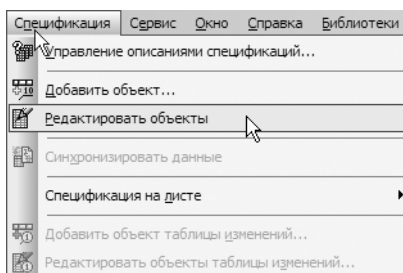 Спецификация Сервис Окно Справка Библиотеки
Управление описаниями спецификаций...
Добавить объект...
Редактировать объекты
Синхронизировать данные
Спецификация на листе
Добавить объект таблицы изменений...
Редактировать объекты таблицы изменений...